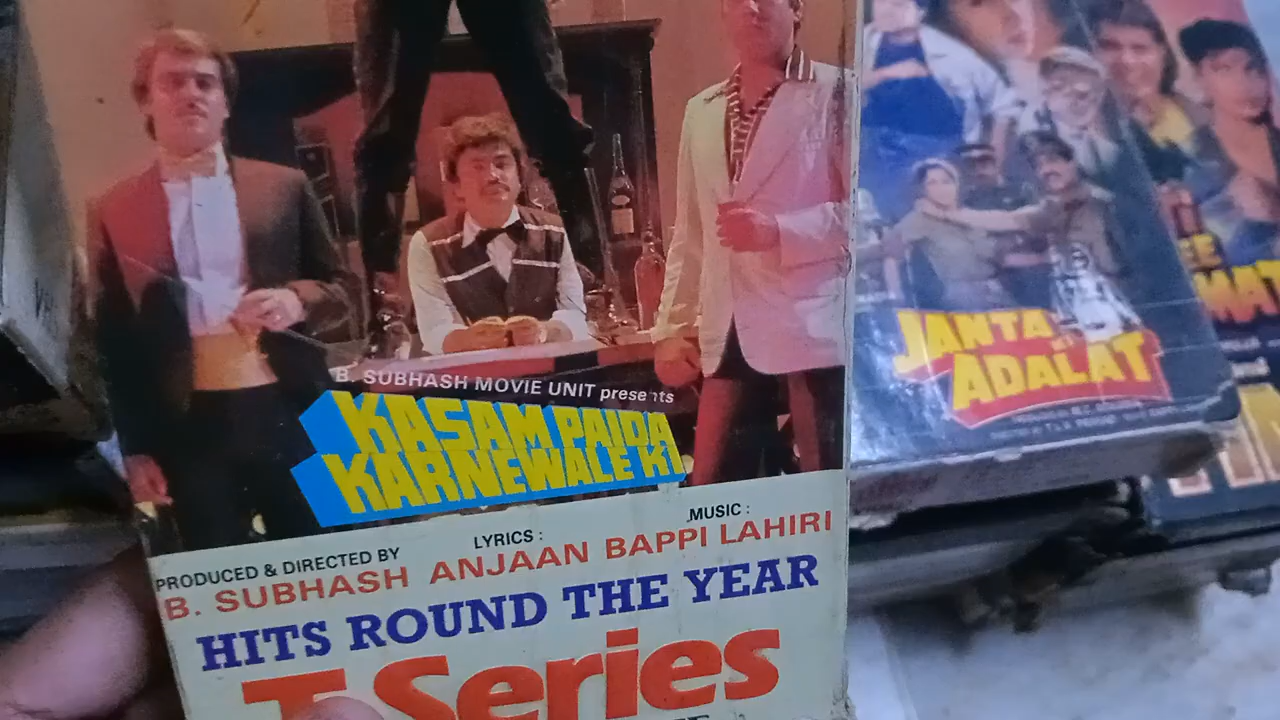 B. SUBHASH MOVIE UNIT presents
KASAM PAIDA
KARNEWALE KI
PRODUCED & DIRECTED BY
B. SUBHASH
LYRICS :
ANJAAN
MUSIC :
BAPPI LAHIRI
HITS ROUND THE YEAR
T Series
JANTA
KI
ADALAT